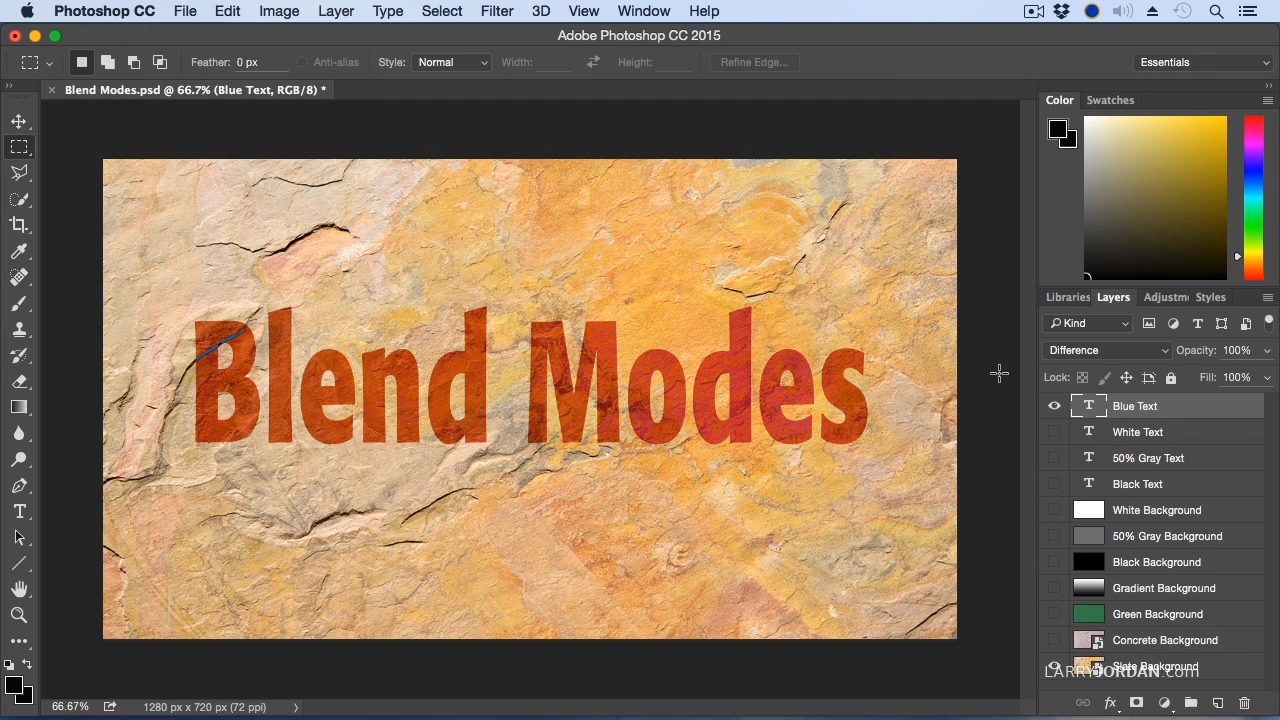 Photoshop CC File Edit Image Layer Type Select Filter 3D View Window Help
Adobe Photoshop CC 2015
Feather: 0 px Anti-alias Style: Normal Width: Height: Refine Edge... Essentials
Blend Modes.psd @ 66.7% (Blue Text, RGB/8) *
Color Swatches
Blend Modes
Libraries Layers Adjustm Styles
Kind
Difference Opacity: 100%
Lock: Fill: 100%
Blue Text
White Text
50% Gray Text
Black Text
White Background
50% Gray Background
Black Background
Gradient Background
Green Background
Concrete Background
Slate Background
LARRYJORDAN.com
66.67% 1280 px x 720 px (72 ppi)